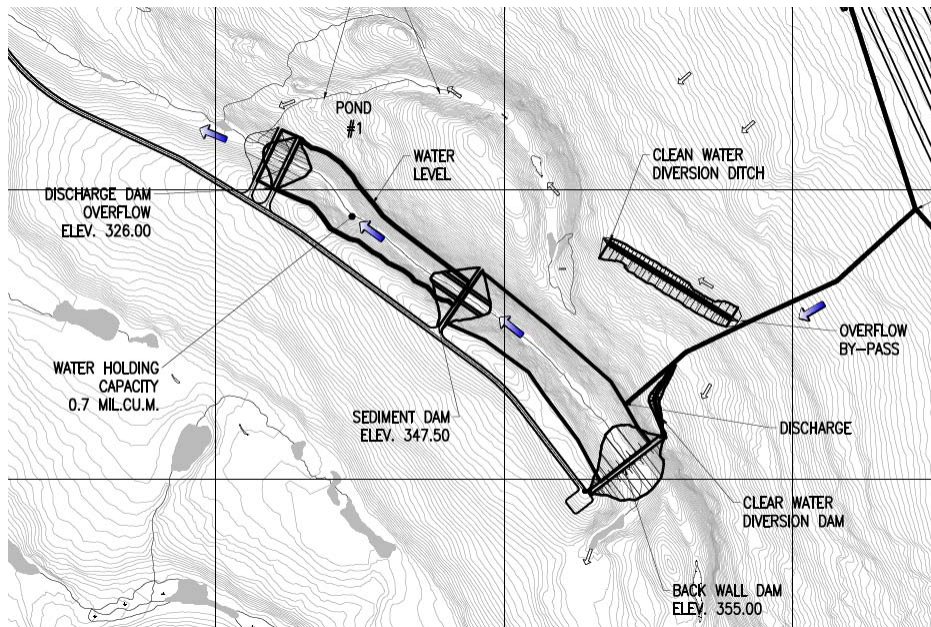 POND
#1
WATER
LEVEL
CLEAN WATER
DIVERSION DITCH
DISCHARGE DAM
OVERFLOW
ELEV. 326.00
OVERFLOW
BY-PASS
WATER HOLDING
CAPACITY
0.7 MIL.CU.M.
SEDIMENT DAM
ELEV. 347.50
DISCHARGE
CLEAR WATER
DIVERSION DAM
BACK WALL DAM
ELEV. 355.00